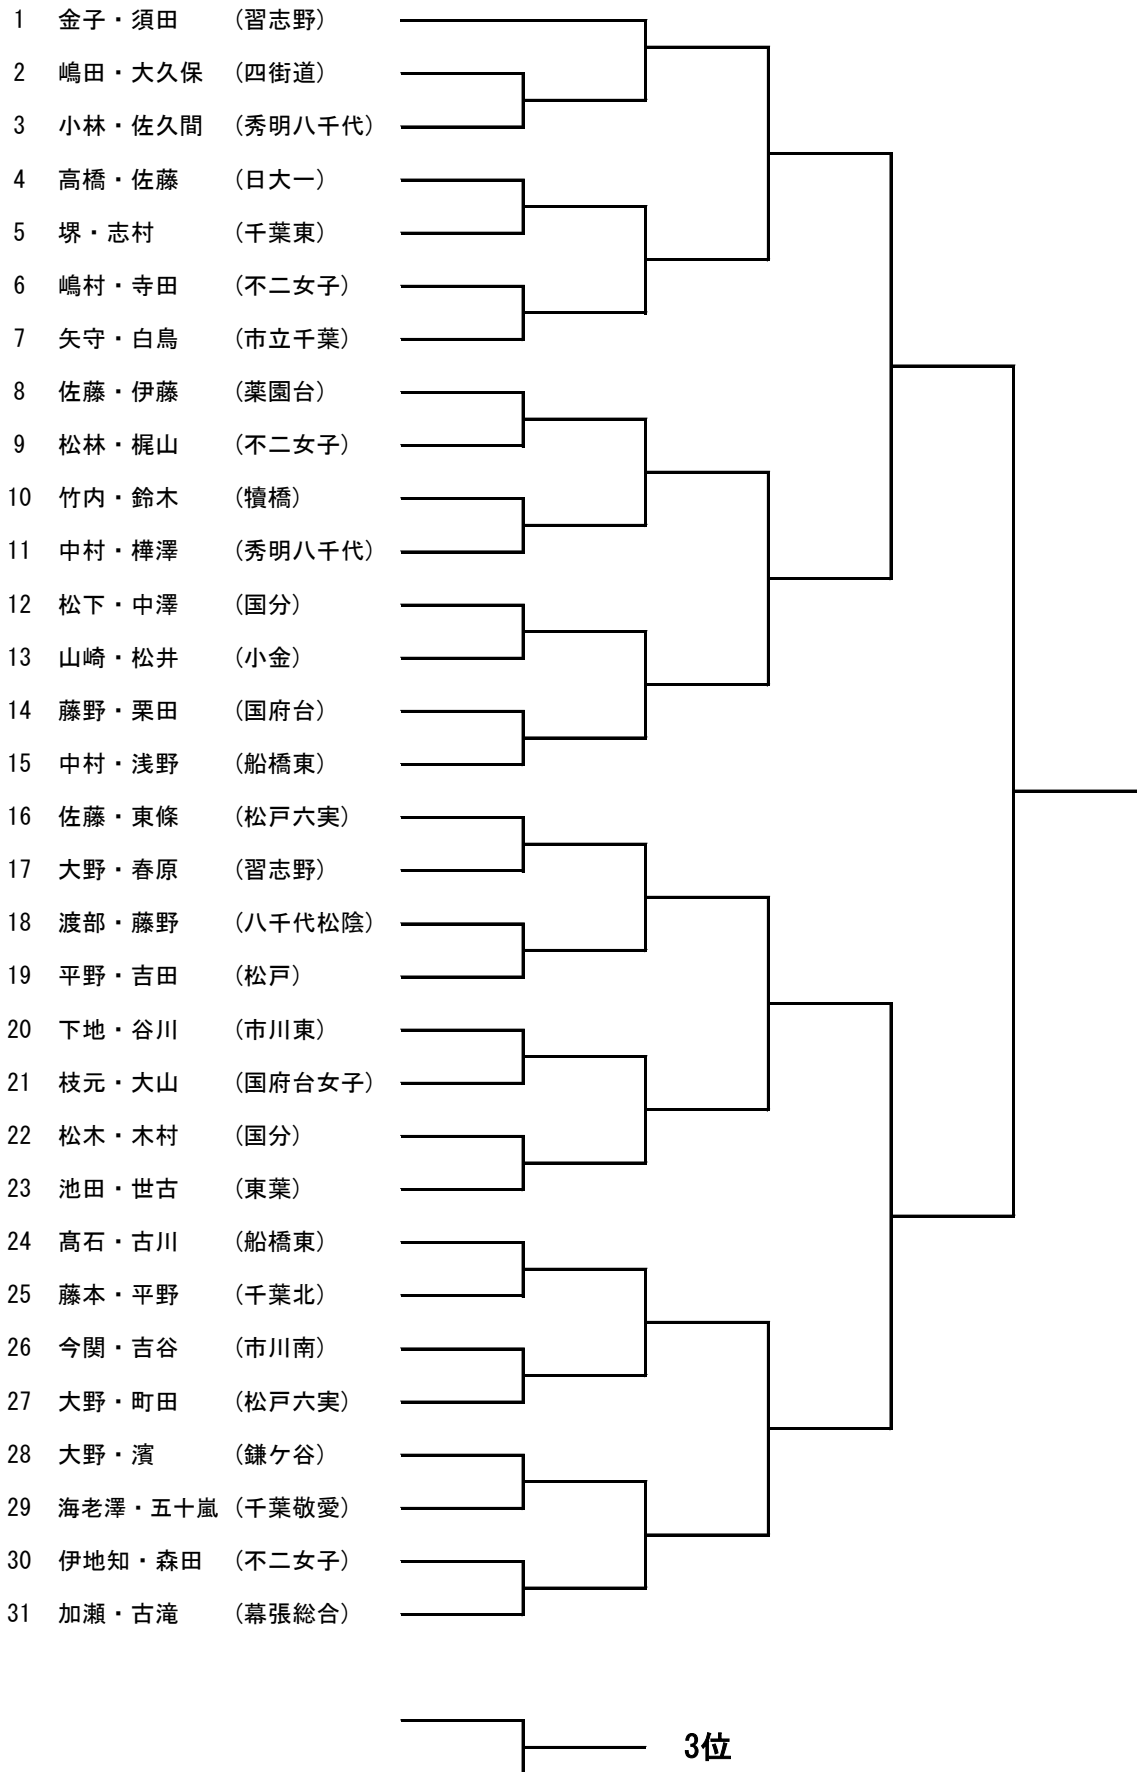 1 金子・須田 (習志野)
2 嶋田・大久保 (四街道)
3 小林・佐久間 (秀明八千代)
4 高橋・佐藤 (日大一)
5 堺・志村 (千葉東)
6 嶋村・寺田 (不二女子)
7 矢守・白鳥 (市立千葉)
8 佐藤・伊藤 (薬園台)
9 松林・梶山 (不二女子)
10 竹内・鈴木 (犢橋)
11 中村・樺澤 (秀明八千代)
12 松下・中澤 (国分)
13 山崎・松井 (小金)
14 藤野・栗田 (国府台)
15 中村・浅野 (船橋東)
16 佐藤・東條 (松戸六実)
17 大野・春原 (習志野)
18 渡部・藤野 (八千代松陰)
19 平野・吉田 (松戸)
20 下地・谷川 (市川東)
21 枝元・大山 (国府台女子)
22 松木・木村 (国分)
23 池田・世古 (東葉)
24 髙石・古川 (船橋東)
25 藤本・平野 (千葉北)
26 今関・吉谷 (市川南)
27 大野・町田 (松戸六実)
28 大野・濱 (鎌ケ谷)
29 海老澤・五十嵐 (千葉敬愛)
30 伊地知・森田 (不二女子)
31 加瀬・古滝 (幕張総合)
3位